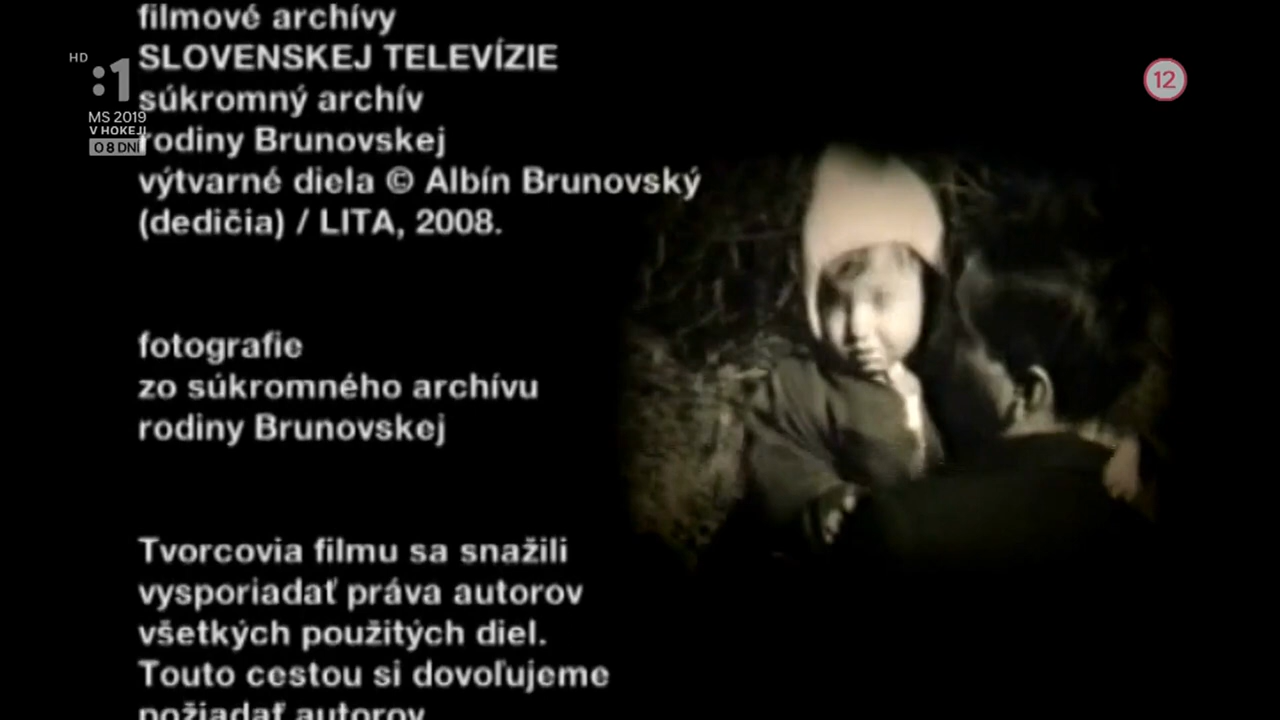 filmové archívy
SLOVENSKEJ TELEVÍZIE
súkromný archív
rodiny Brunovskej
výtvarné diela © Albín Brunovský
(dedičia) / LITA, 2008.
fotografie
zo súkromného archívu
rodiny Brunovskej
Tvorcovia filmu sa snažili
vysporiadať práva autorov
všetkých použitých diel.
Touto cestou si dovoľujeme
požiadať autorov
HD
:1
MS 2019
V HOKEJI
O 8 DNÍ
12